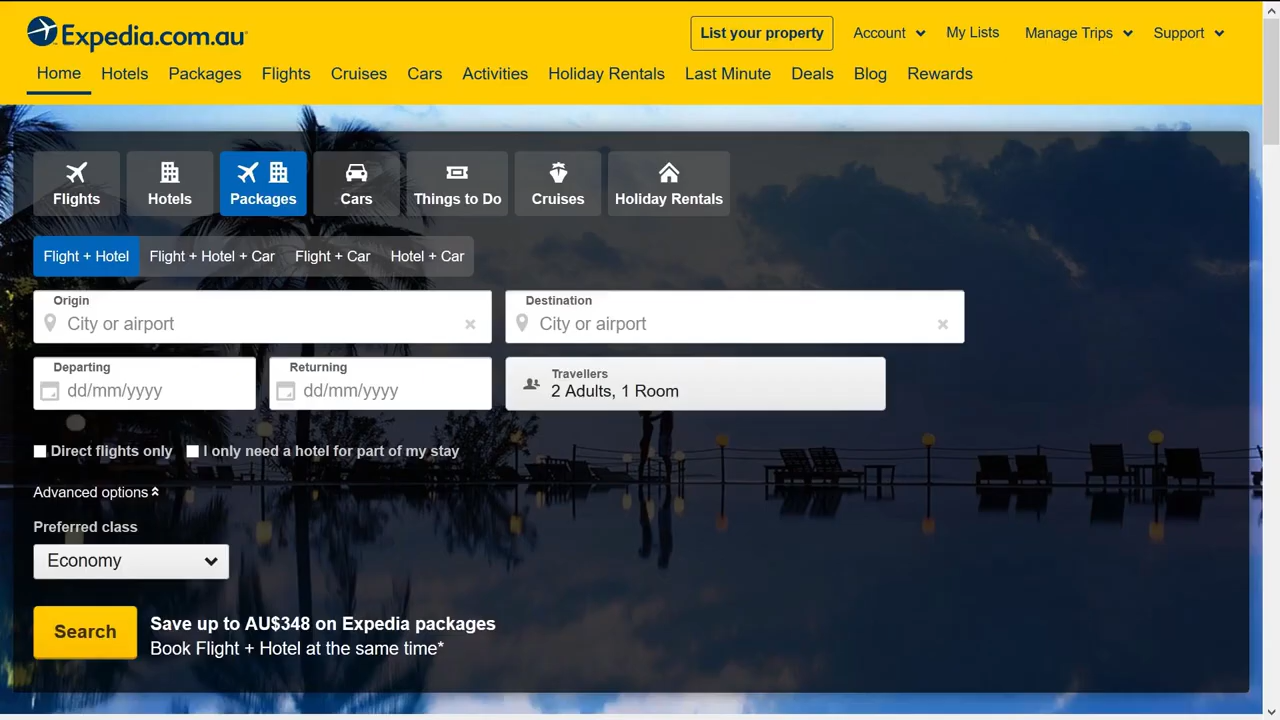 Expedia.com.au
List your property
Account
My Lists
Manage Trips
Support
Home
Hotels
Packages
Flights
Cruises
Cars
Activities
Holiday Rentals
Last Minute
Deals
Blog
Rewards
Flights
Hotels
Packages
Cars
Things to Do
Cruises
Holiday Rentals
Flight + Hotel
Flight + Hotel + Car
Flight + Car
Hotel + Car
Origin
City or airport
Destination
City or airport
Departing
dd/mm/yyyy
Returning
dd/mm/yyyy
Travellers
2 Adults, 1 Room
Direct flights only
I only need a hotel for part of my stay
Advanced options
Preferred class
Economy
Search
Save up to AU$348 on Expedia packages
Book Flight + Hotel at the same time*